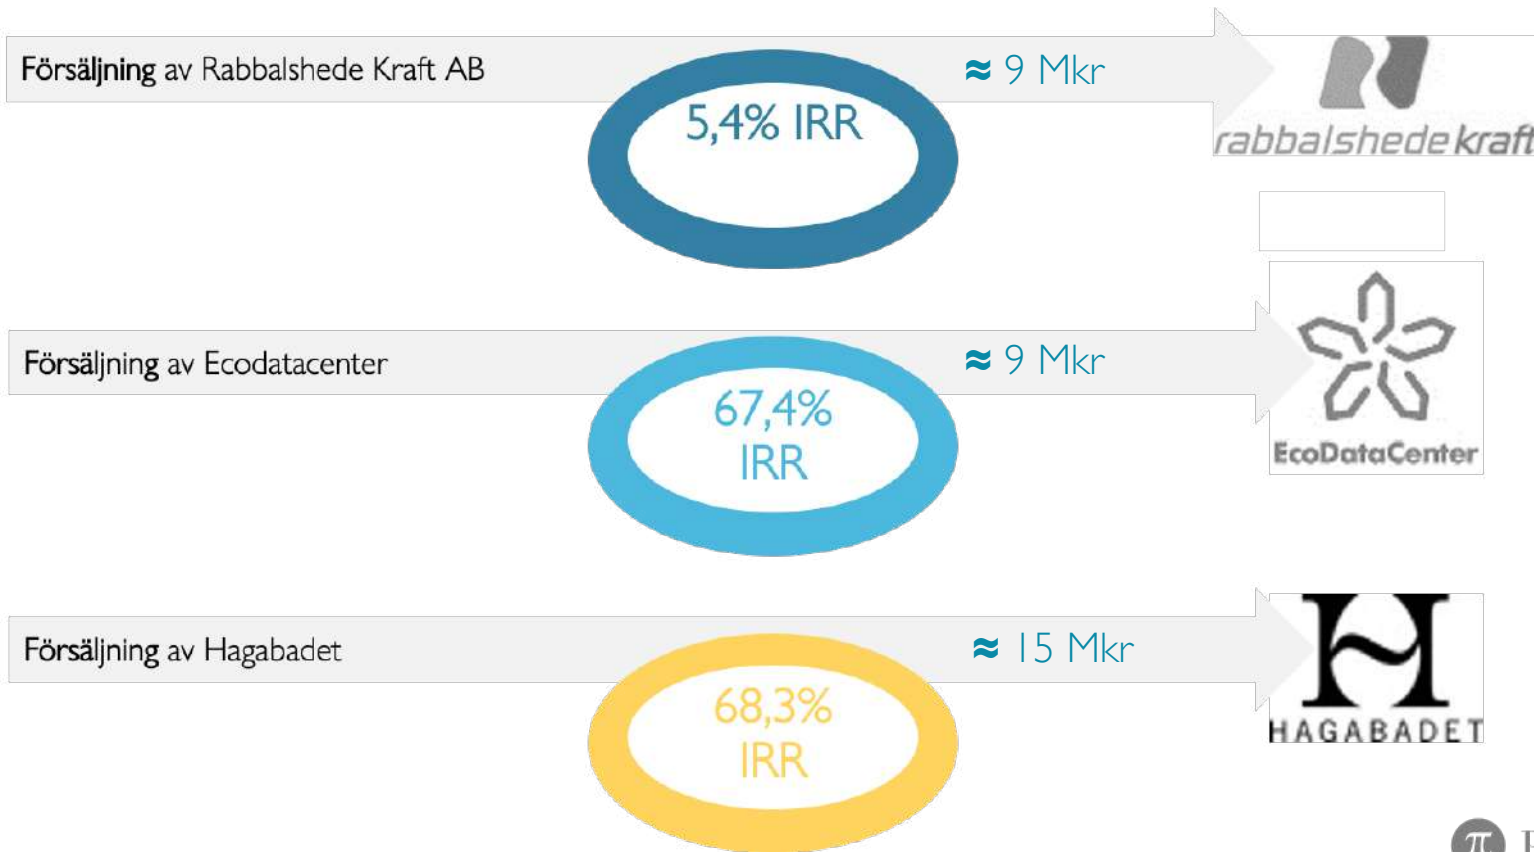 Försäljning av Rabbalshede Kraft AB
5,4% IRR
≈ 9 Mkr
rabbalshede kraft
Försäljning av Ecodatacenter
67,4%
IRR
≈ 9 Mkr
EcoDataCenter
Försäljning av Hagabadet
68,3%
IRR
≈ 15 Mkr
H
HAGABADET
π